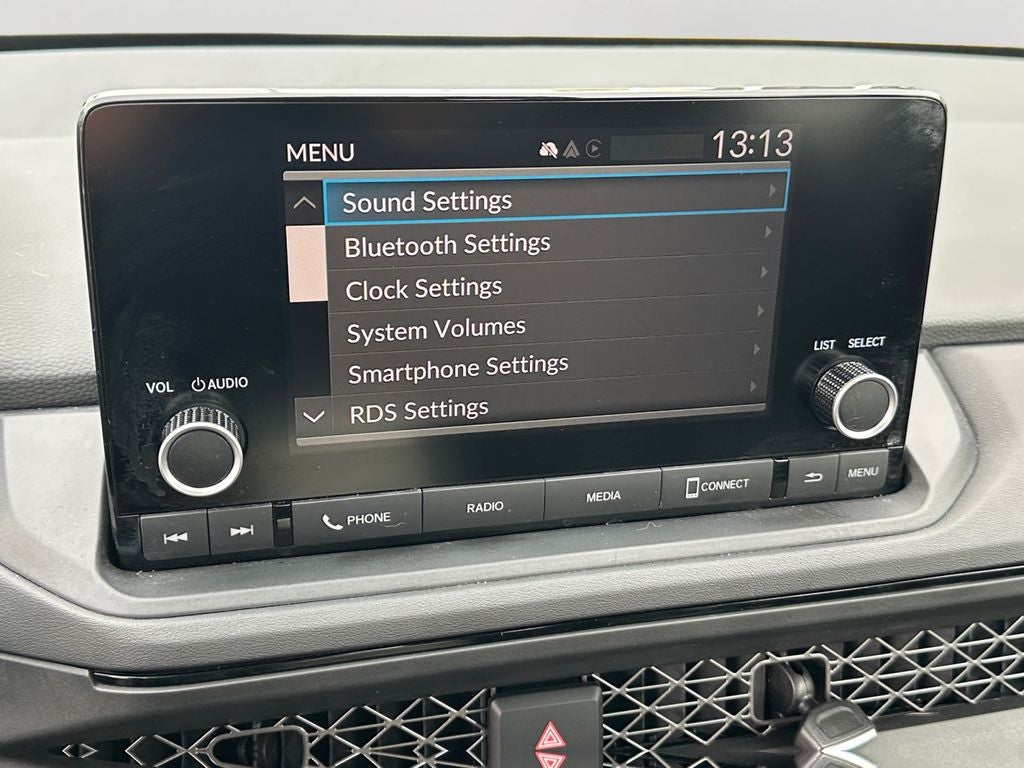 MENU 13:13
Sound Settings
Bluetooth Settings
Clock Settings
System Volumes
Smartphone Settings
RDS Settings
VOL AUDIO
LIST SELECT
PHONE RADIO MEDIA CONNECT MENU